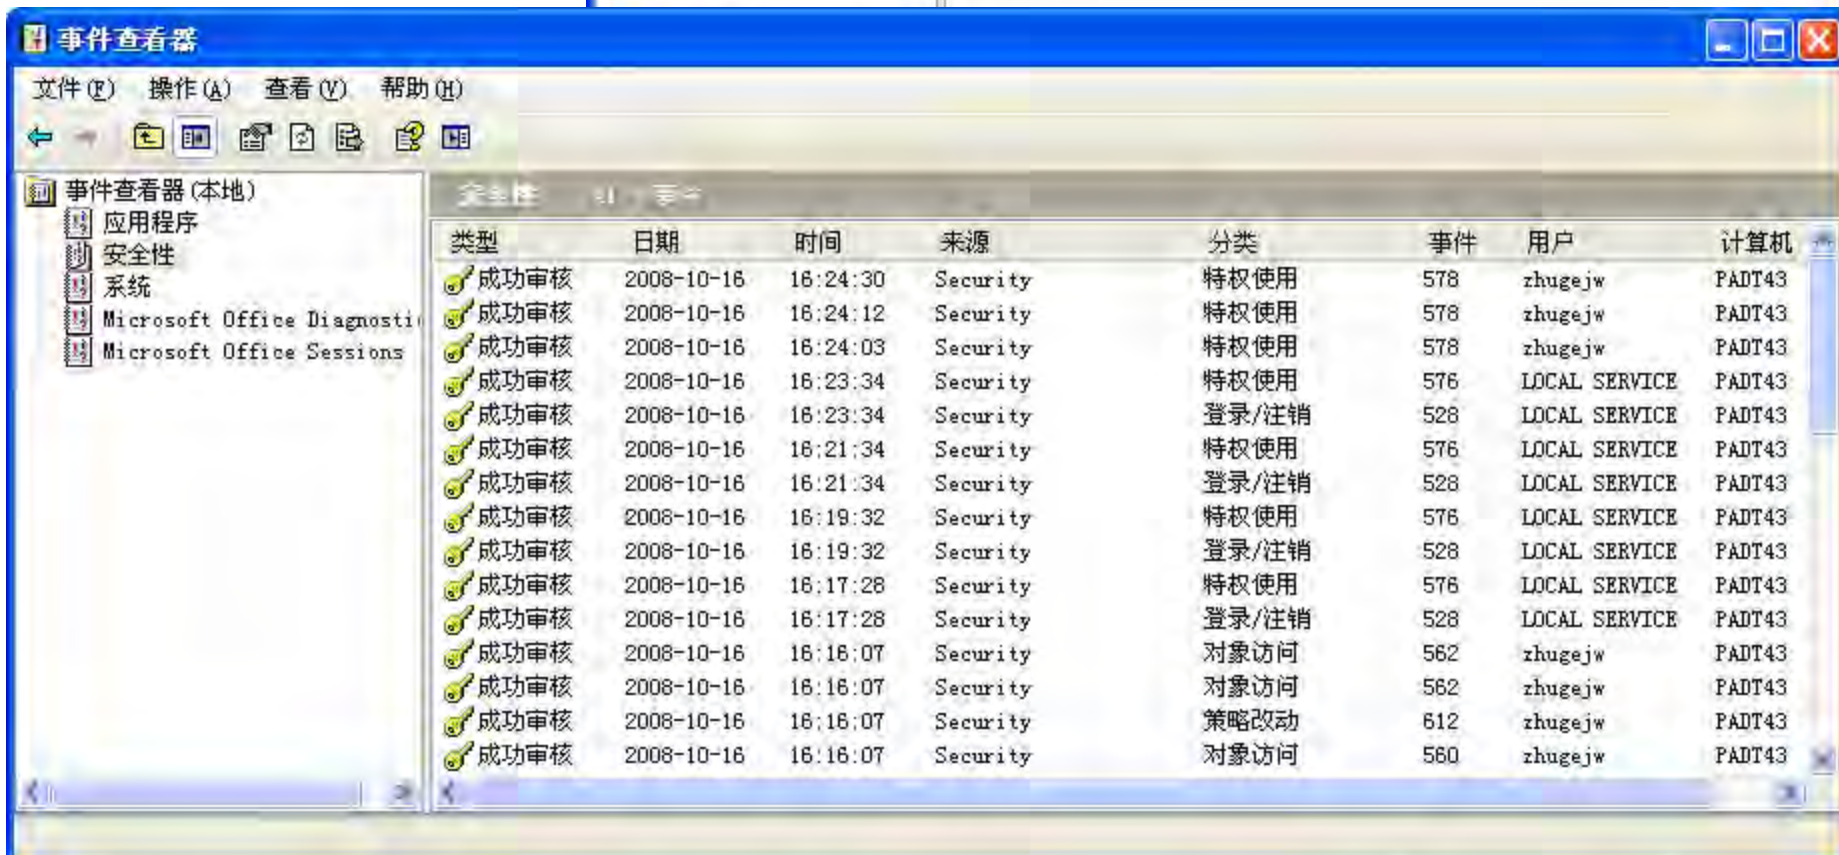 事件查看器
文件(F) 操作(A) 查看(V) 帮助(H)
事件查看器(本地)
应用程序
安全性
系统
Microsoft Office Diagnosti
Microsoft Office Sessions
安全性 事件
类型 日期 时间 来源 分类 事件 用户 计算机
成功审核 2008-10-16 16:24:30 Security 特权使用 578 zhugejw PADT43
成功审核 2008-10-16 16:24:12 Security 特权使用 578 zhugejw PADT43
成功审核 2008-10-16 16:24:03 Security 特权使用 578 zhugejw PADT43
成功审核 2008-10-16 16:23:34 Security 特权使用 576 LOCAL SERVICE PADT43
成功审核 2008-10-16 16:23:34 Security 登录/注销 528 LOCAL SERVICE PADT43
成功审核 2008-10-16 16:21:34 Security 特权使用 576 LOCAL SERVICE PADT43
成功审核 2008-10-16 16:21:34 Security 登录/注销 528 LOCAL SERVICE PADT43
成功审核 2008-10-16 16:19:32 Security 特权使用 576 LOCAL SERVICE PADT43
成功审核 2008-10-16 16:19:32 Security 登录/注销 528 LOCAL SERVICE PADT43
成功审核 2008-10-16 16:17:28 Security 特权使用 576 LOCAL SERVICE PADT43
成功审核 2008-10-16 16:17:28 Security 登录/注销 528 LOCAL SERVICE PADT43
成功审核 2008-10-16 16:16:07 Security 对象访问 562 zhugejw PADT43
成功审核 2008-10-16 16:16:07 Security 对象访问 562 zhugejw PADT43
成功审核 2008-10-16 16:16:07 Security 策略改动 612 zhugejw PADT43
成功审核 2008-10-16 16:16:07 Security 对象访问 560 zhugejw PADT43